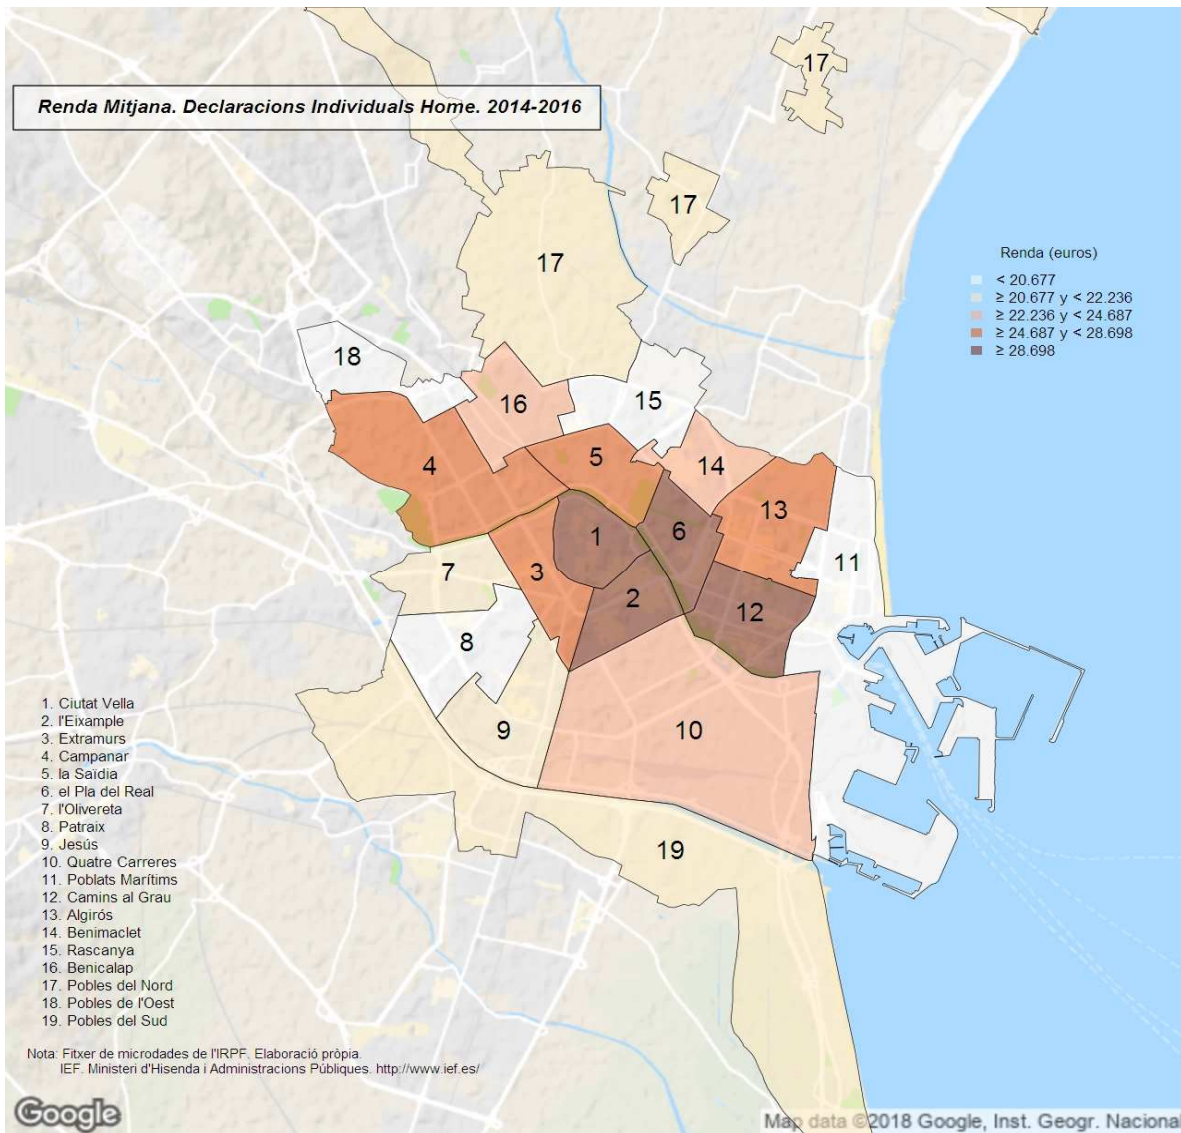 17
Renda Mitjana. Declaracions Individuals Home. 2014-2016
17
17
Renda (euros)
< 20.677
≥ 20.677 y < 22.236
≥ 22.236 y < 24.687
≥ 24.687 y < 28.698
≥ 28.698
18
16
15
4
5
14
13
1
6
11
7
3
2
12
8
9
10
19
1. Ciutat Vella
2. l'Eixample
3. Extramurs
4. Campanar
5. la Saïdia
6. el Pla del Real
7. l'Olivereta
8. Patraix
9. Jesús
10. Quatre Carreres
11. Poblats Marítims
12. Camins al Grau
13. Algirós
14. Benimaclet
15. Rascanya
16. Benicalap
17. Pobles del Nord
18. Pobles de l'Oest
19. Pobles del Sud
Nota: Fitxer de microdades de l'IRPF. Elaboració pròpia.
IEF. Ministeri d'Hisenda i Administracions Públiques. http://www.ief.es/
Google
Map data ©2018 Google, Inst. Geogr. Nacional